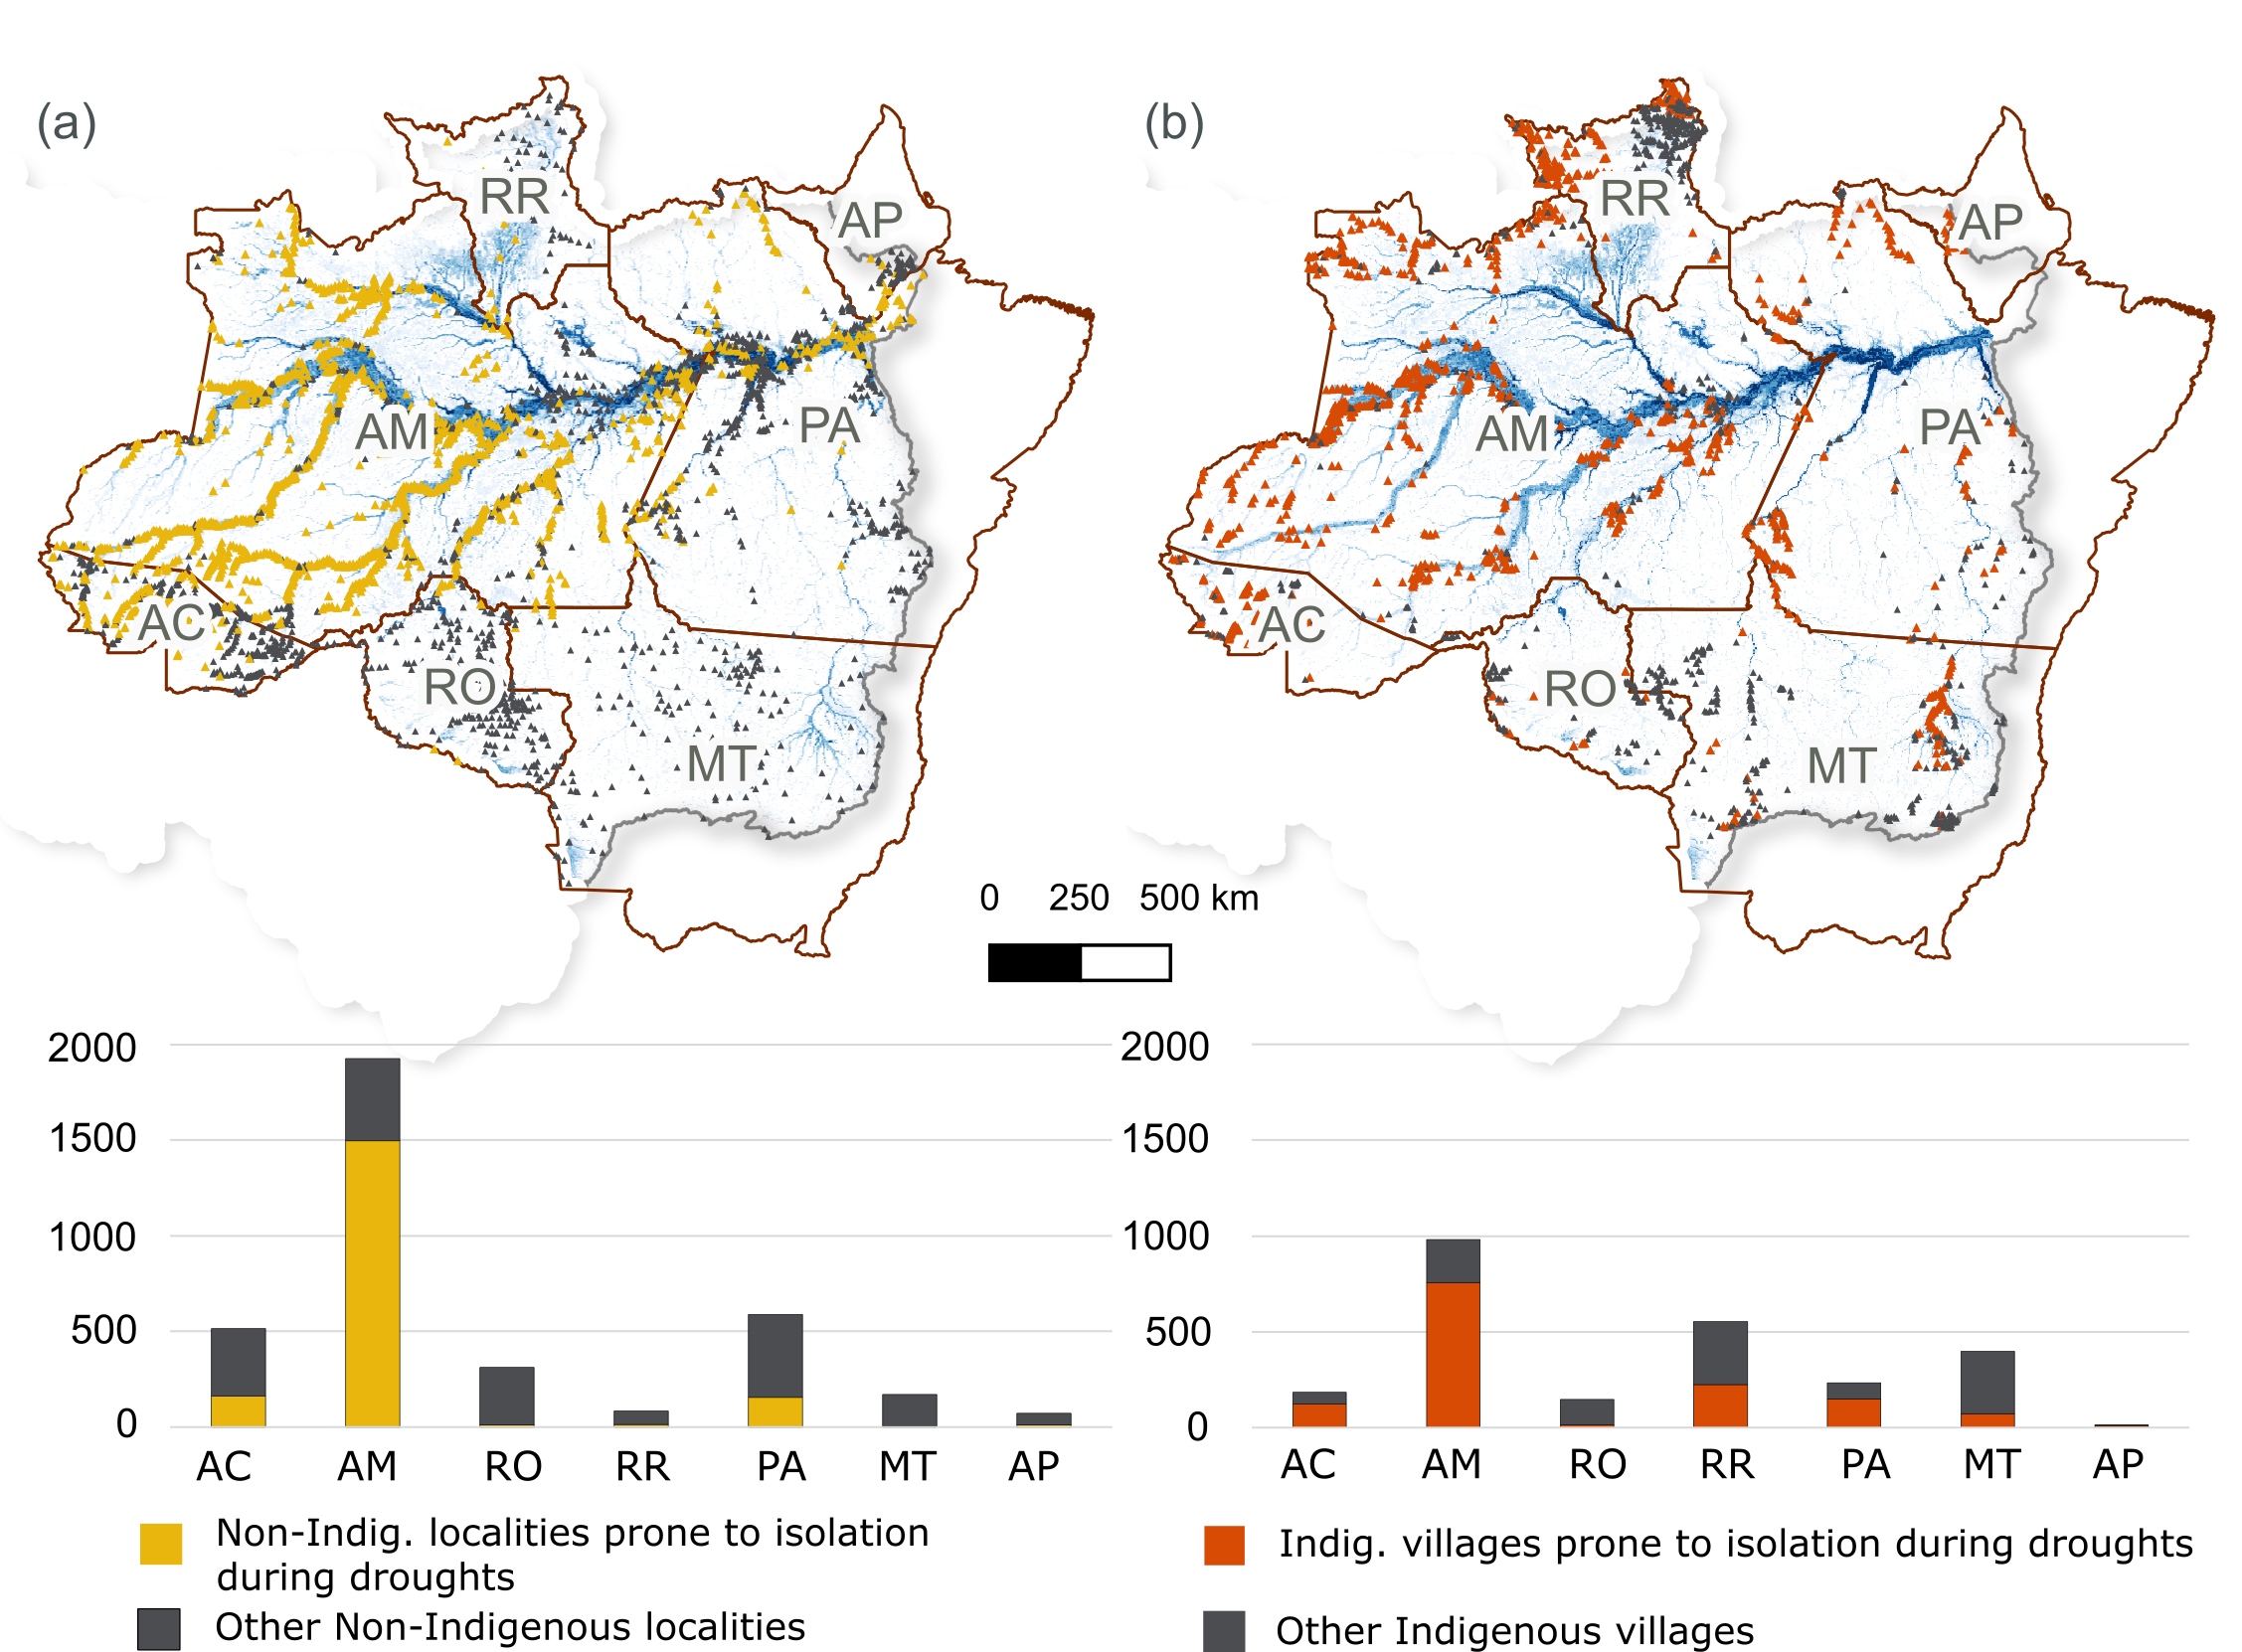 (a)
(b)
RR
AP
AM
PA
AC
RO
MT
RR
AP
AM
PA
AC
RO
MT
0 250 500 km
2000
1500
1000
500
0
AC AM RO RR PA MT AP
2000
1500
1000
500
0
AC AM RO RR PA MT AP
Non-Indig. localities prone to isolation
during droughts
Other Non-Indigenous localities
Indig. villages prone to isolation during droughts
Other Indigenous villages